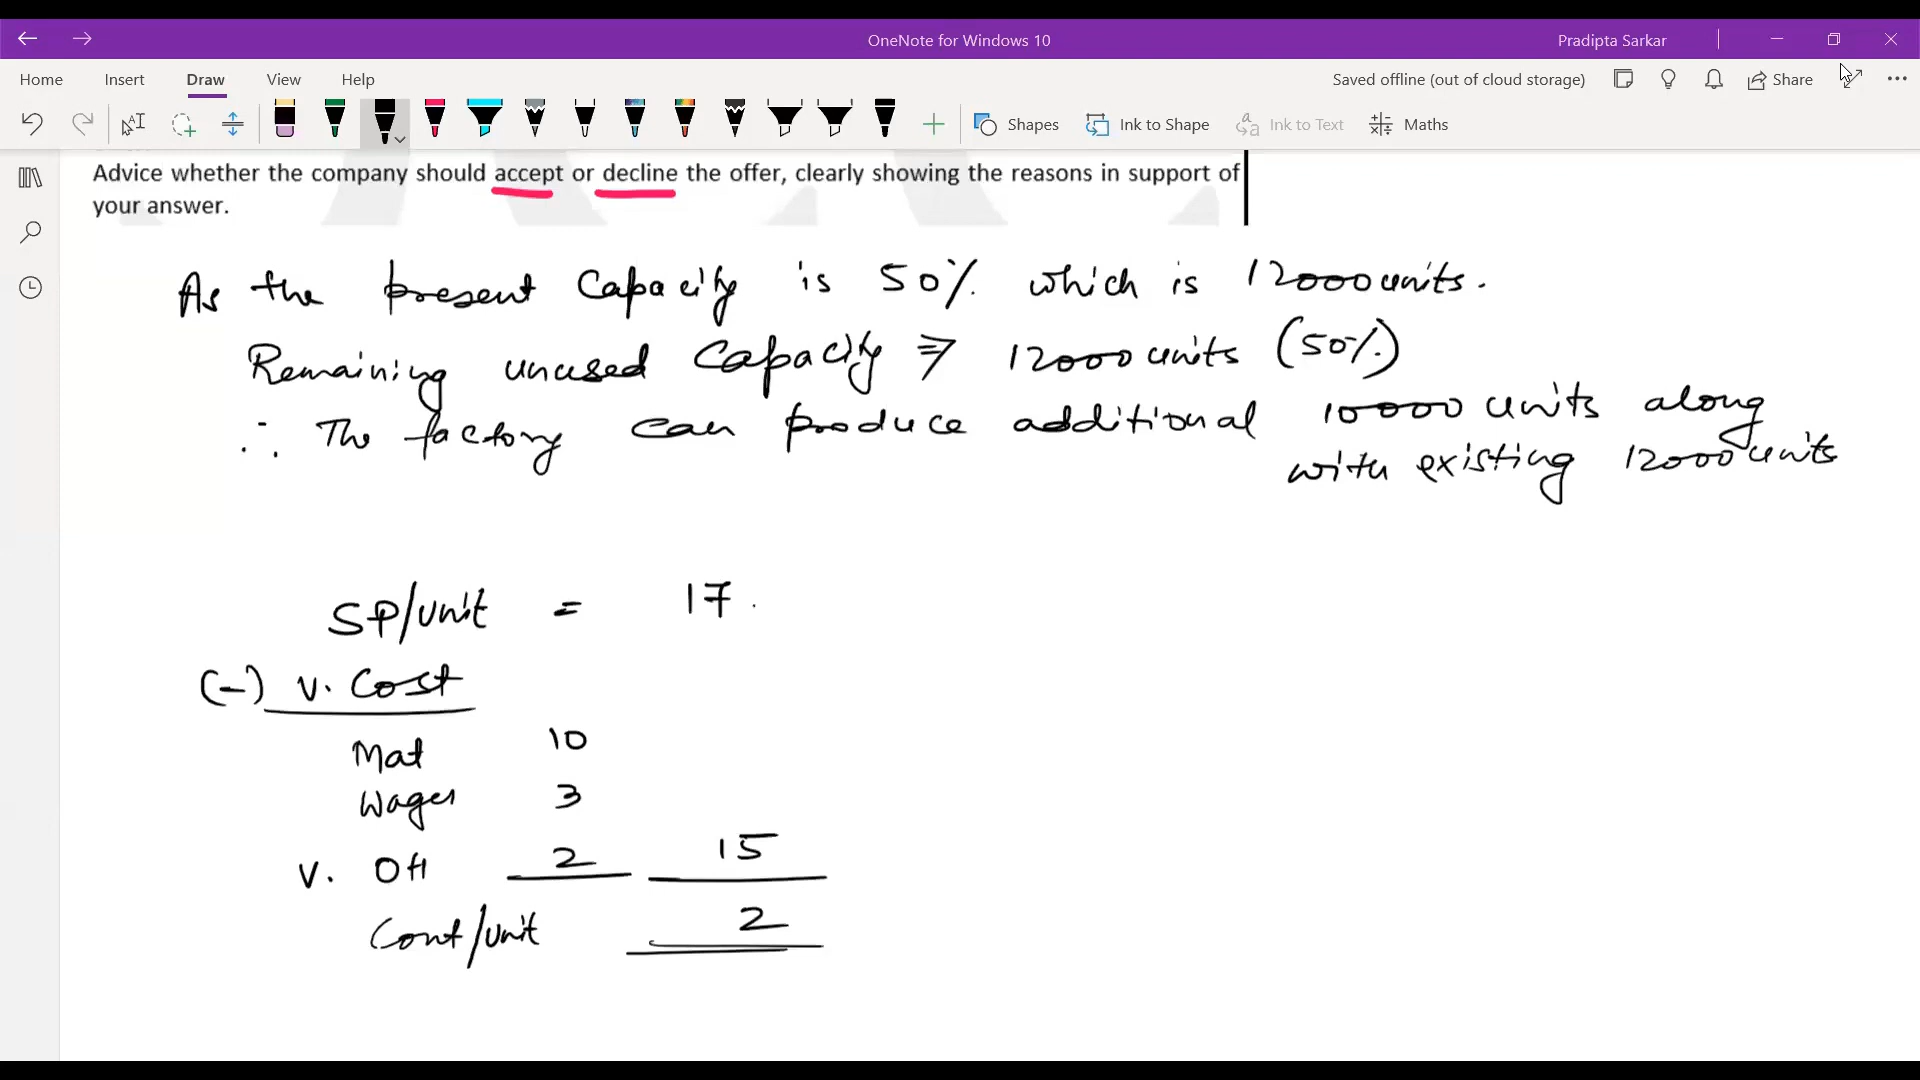 OneNote for Windows 10
Pradipta Sarkar
Home Insert Draw View Help
Saved offline (out of cloud storage)
Share
Shapes
Ink to Shape
Ink to Text
Maths
Advice whether the company should accept or decline the offer, clearly showing the reasons in support of
your answer.
As the present Capacity is 50% which is 12000 units.
Remaining unused Capacity ⇒ 12000 units (50%)
∴ The factory can produce additional 10000 units along
with existing 12000 units
SP/unit = 17.
(-) V. Cost
Mat 10
Wages 3
V. OH 2 15
Cont/unit 2